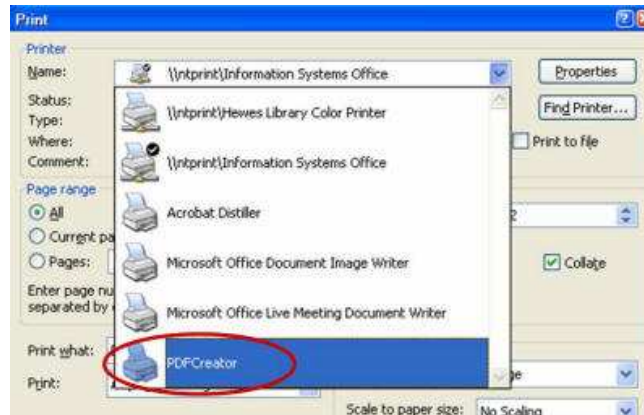 Print
Printer
Name: \\ntprint\Information Systems Office Properties
Status: \\ntprint\Hewes Library Color Printer Find Printer...
Type:
Where: \\ntprint\Information Systems Office Print to file
Comment:
Page range
All Acrobat Distiller
Current pa
Pages: Microsoft Office Document Image Writer Collate
Enter page nu
separated by Microsoft Office Live Meeting Document Writer
Print what: PDFCreator
Print:
Scale to paper size: No Scaling